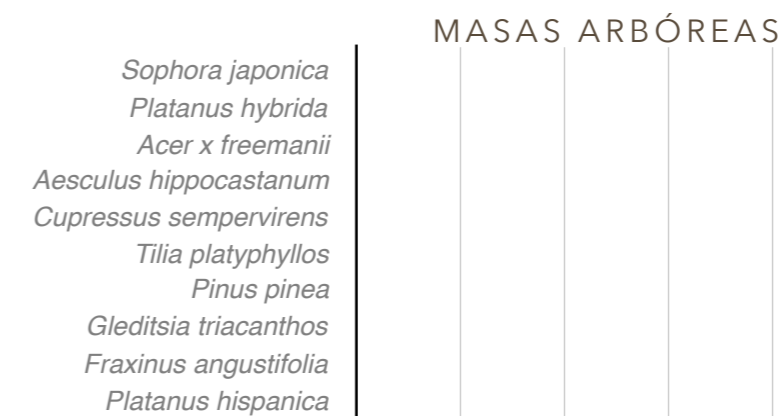 MASAS ARBÓREAS
Sophora japonica
Platanus hybrida
Acer x freemanii
Aesculus hippocastanum
Cupressus sempervirens
Tilia platyphyllos
Pinus pinea
Gleditsia triacanthos
Fraxinus angustifolia
Platanus hispanica